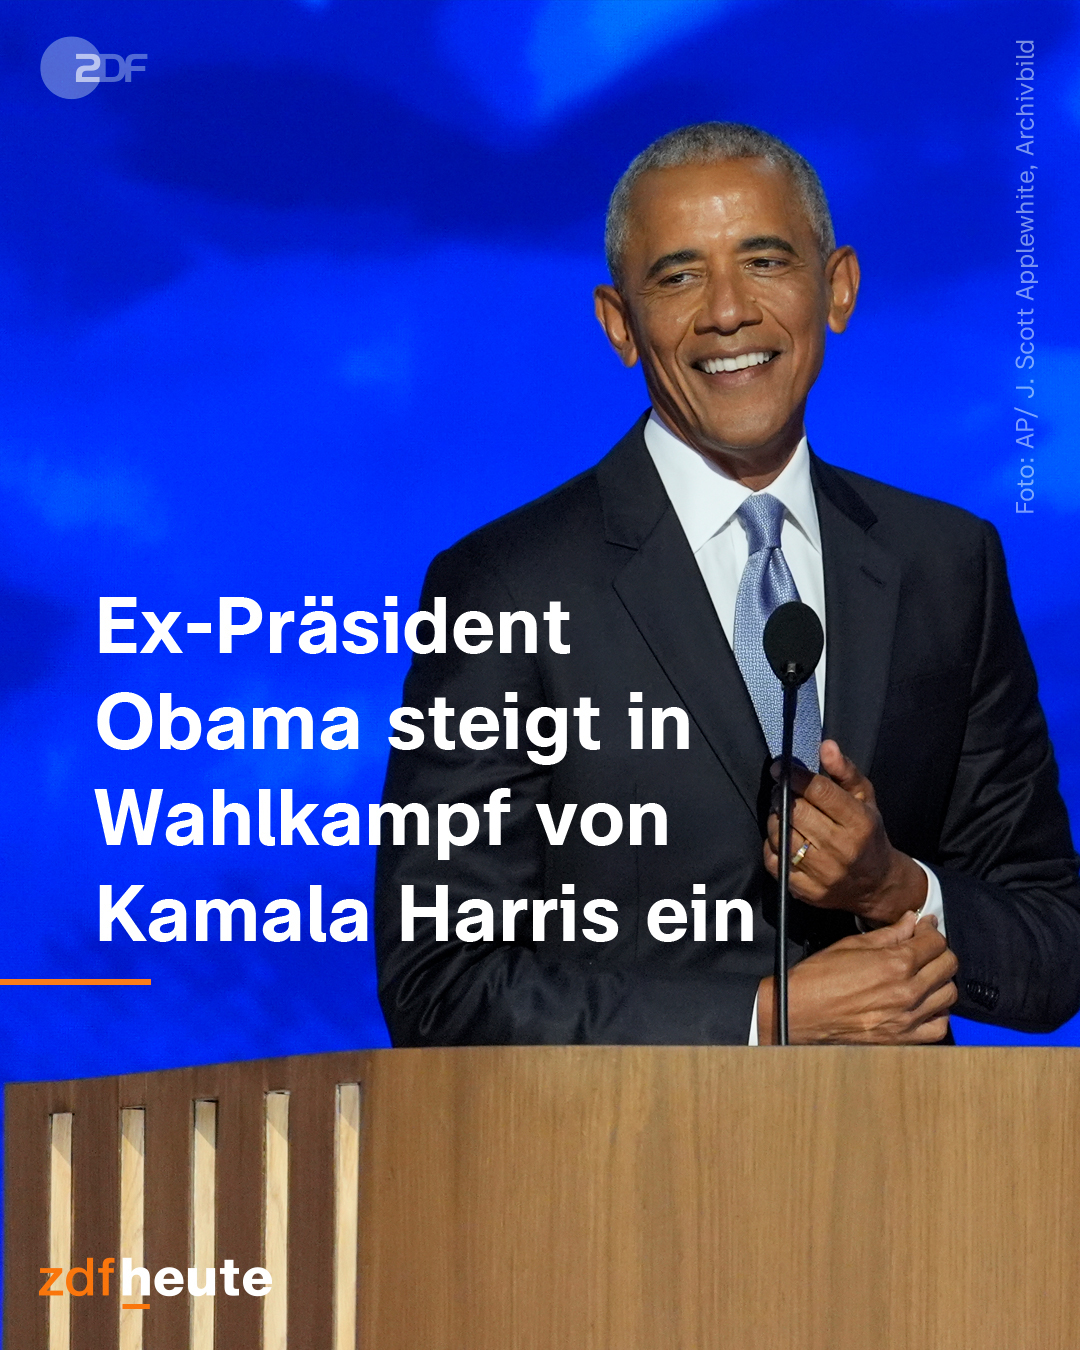 ZDF
Foto: AP/ J. Scott Applewhite, Archivbild
Ex-Präsident
Obama steigt in
Wahlkampf von
Kamala Harris ein
zdfheute